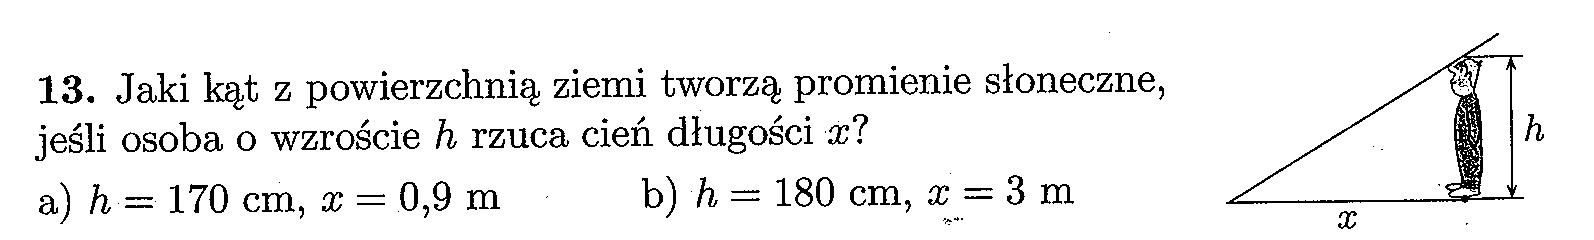 13. Jaki kąt z powierzchnią ziemi tworzą promienie słoneczne,
jeśli osoba o wzroście h rzuca cień długości x?
a) h = 170 cm, x = 0,9 m b) h = 180 cm, x = 3 m
h
x